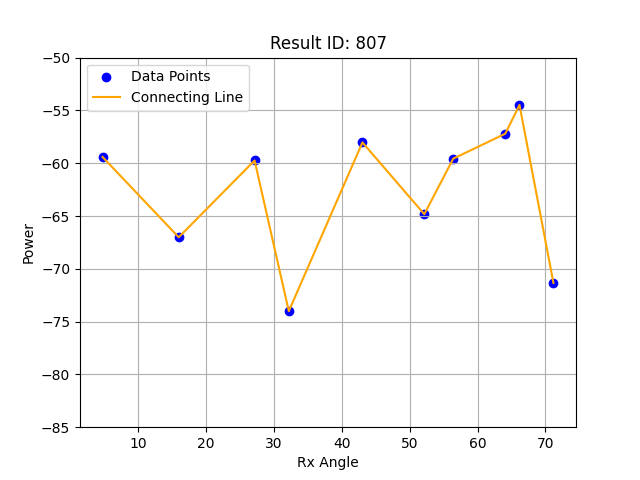 Result ID: 807
Data Points
Connecting Line
−50
−55
−60
−65
−70
−75
−80
−85
Power
10 20 30 40 50 60 70
Rx Angle